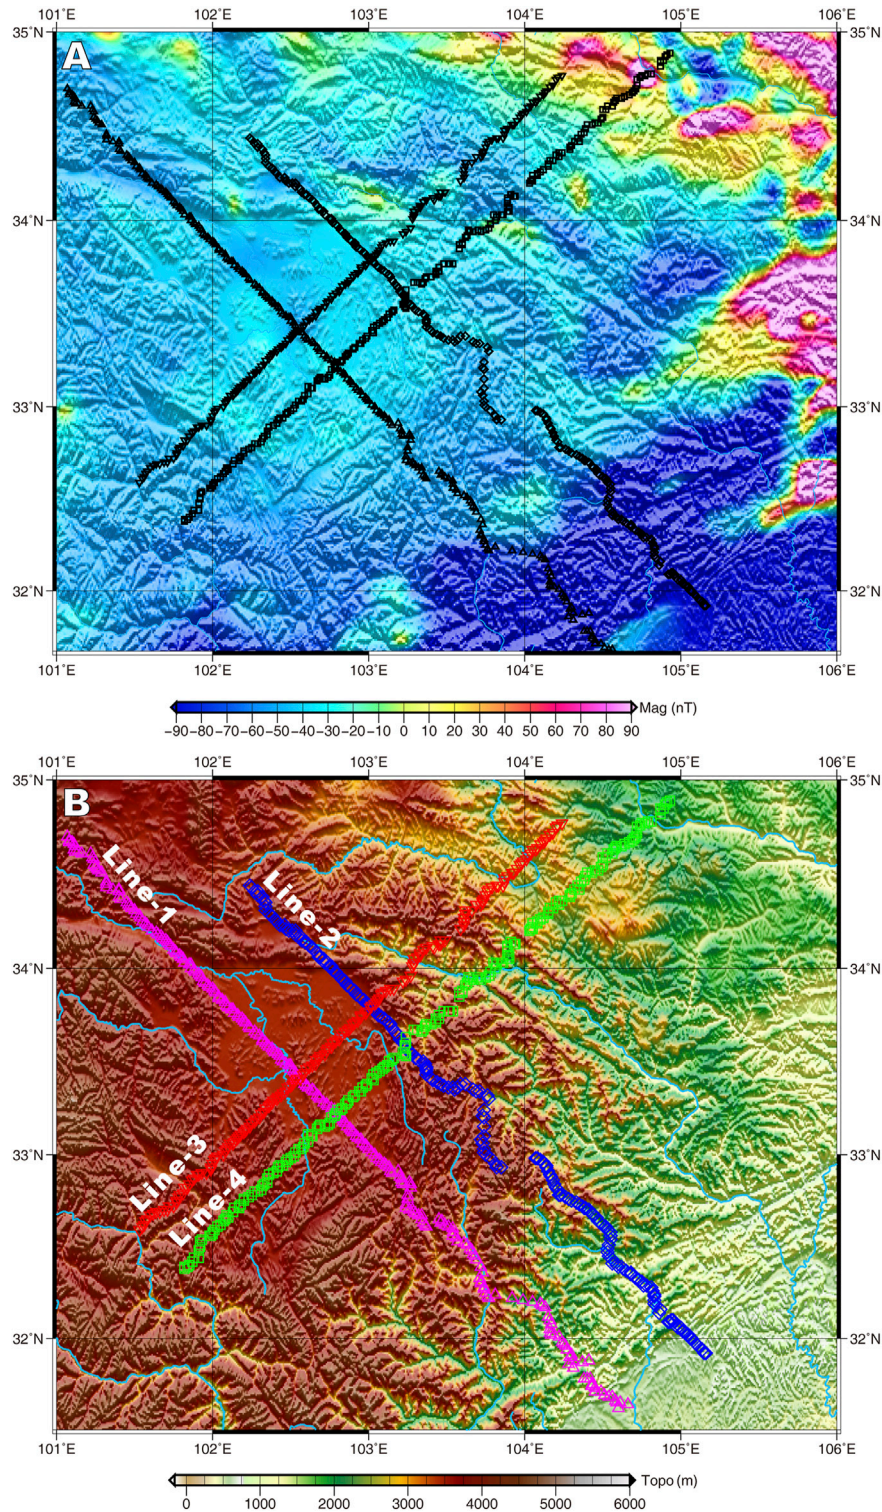 101°E 102°E 103°E 104°E 105°E 106°E
35°N A 35°N
34°N 34°N
33°N 33°N
32°N 32°N
101°E 102°E 103°E 104°E 105°E 106°E
Mag (nT)
−90 −80 −70 −60 −50 −40 −30 −20 −10 0 10 20 30 40 50 60 70 80 90
101°E 102°E 103°E 104°E 105°E 106°E
35°N B 35°N
Line-1
Line-2
34°N 34°N
33°N 33°N
Line-3
Line-4
32°N 32°N
101°E 102°E 103°E 104°E 105°E 106°E
Topo (m)
0 1000 2000 3000 4000 5000 6000